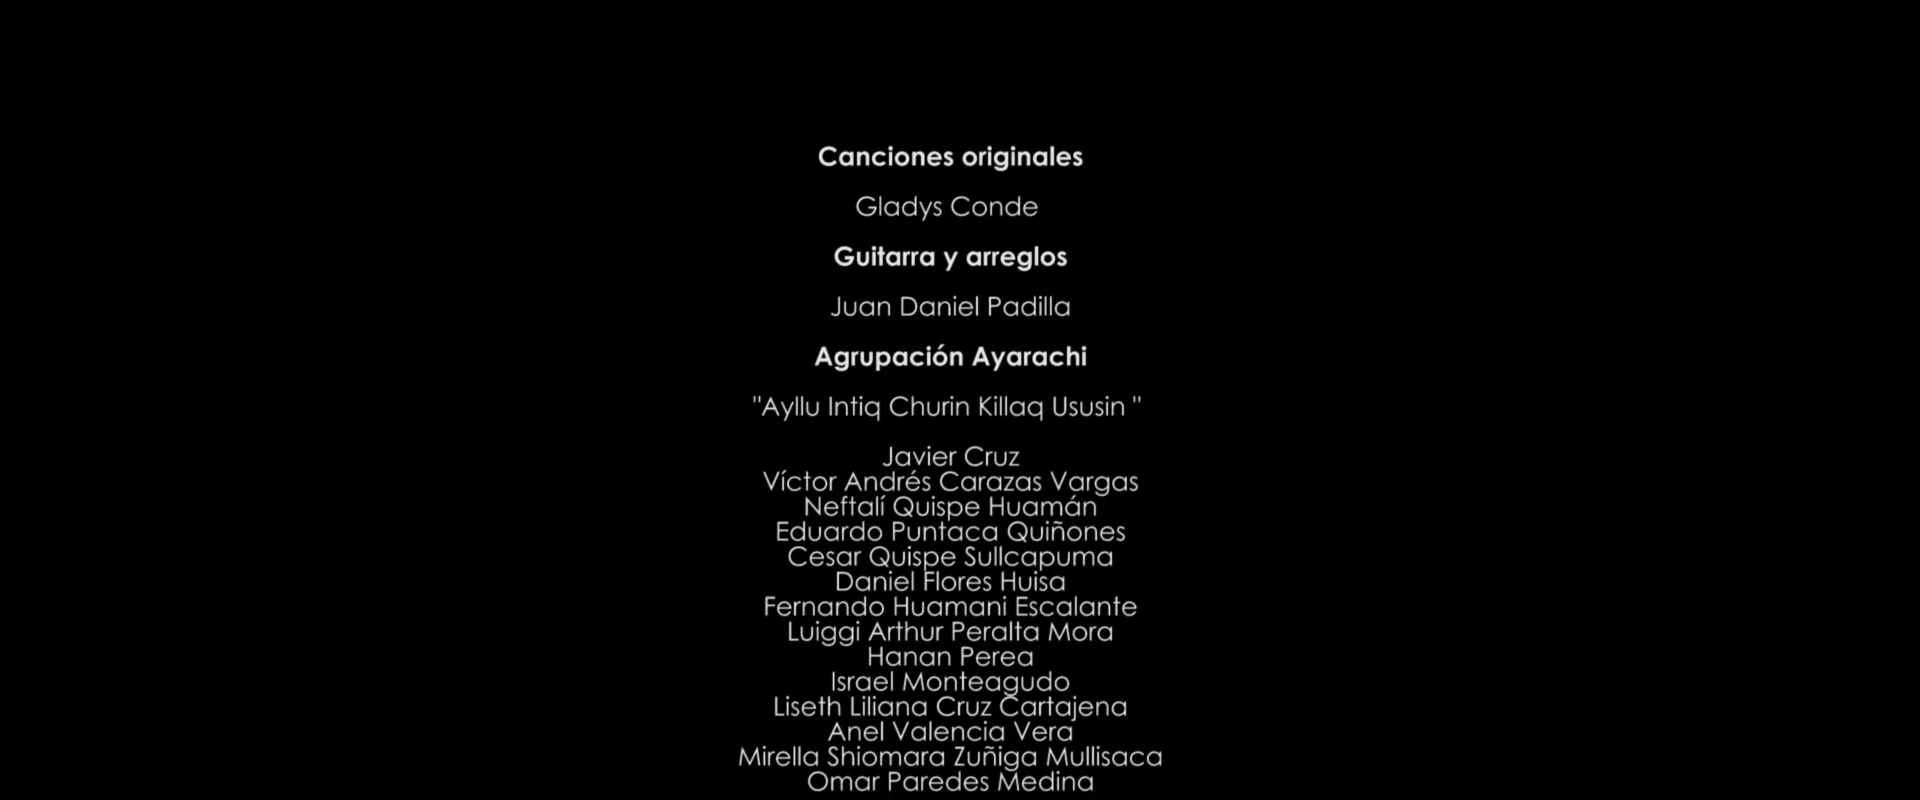 Canciones originales
Gladys Conde
Guitarra y arreglos
Juan Daniel Padilla
Agrupación Ayarachi
"Ayllu Intiq Churin Killaq Ususin "
Javier Cruz
Víctor Andrés Carazas Vargas
Neftalí Quispe Huamán
Eduardo Puntaca Quiñones
Cesar Quispe Sullcapuma
Daniel Flores Huisa
Fernando Huamani Escalante
Luiggi Arthur Peralta Mora
Hanan Perea
Israel Monteagudo
Liseth Liliana Cruz Cartajena
Anel Valencia Vera
Mirella Shiomara Zuñiga Mullisaca
Omar Paredes Medina